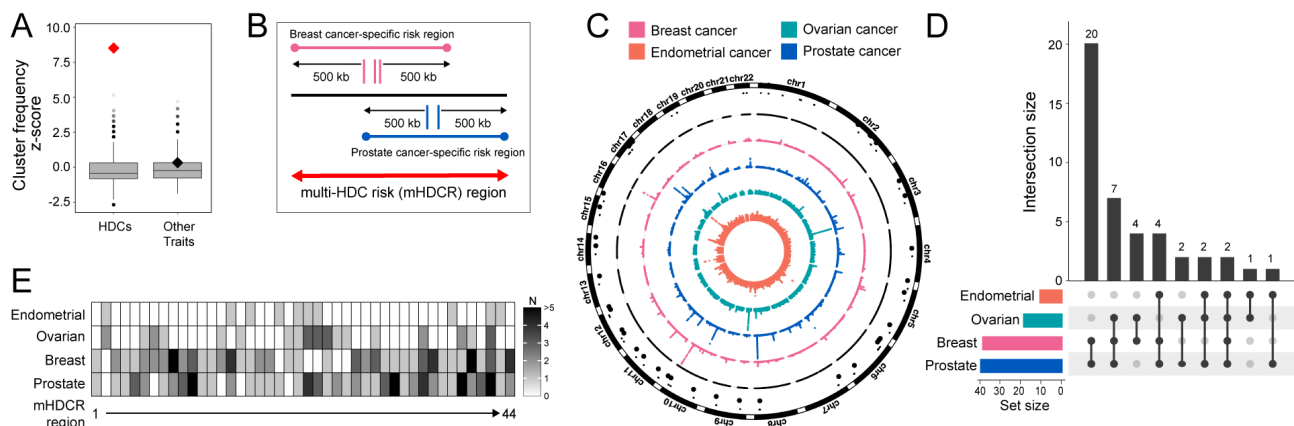 A
Cluster frequency
z-score
10.0
7.5
5.0
2.5
0.0
-2.5
HDCs
Other
Traits
B
Breast cancer-specific risk region
500 kb 500 kb
500 kb 500 kb
Prostate cancer-specific risk region
multi-HDC risk (mHDCR) region
C
Breast cancer
Ovarian cancer
Endometrial cancer
Prostate cancer
chr1
chr2
chr3
chr4
chr5
chr6
chr7
chr8
chr9
chr10
chr11
chr12
chr13
chr14
chr15
chr16
chr17
chr18
chr19
chr20
chr21
chr22
D
Intersection size
20
10
5
0
20
7
4
4
2
2
2
1
1
Endometrial
Ovarian
Breast
Prostate
40 20 0
Set size
E
Endometrial
Ovarian
Breast
Prostate
mHDCR
region
1
44
N
>5
4
3
2
1
0